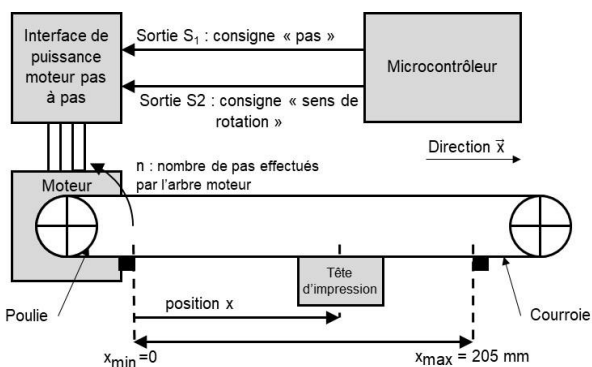 Interface de
puissance
moteur pas
à pas
Sortie S₁ : consigne « pas »
Sortie S2 : consigne « sens de
rotation »
Microcontrôleur
Direction x⃗
n : nombre de pas effectués
par l'arbre moteur
Moteur
Tête
d'impression
Poulie
position x
Courroie
xmin =0
xmax = 205 mm